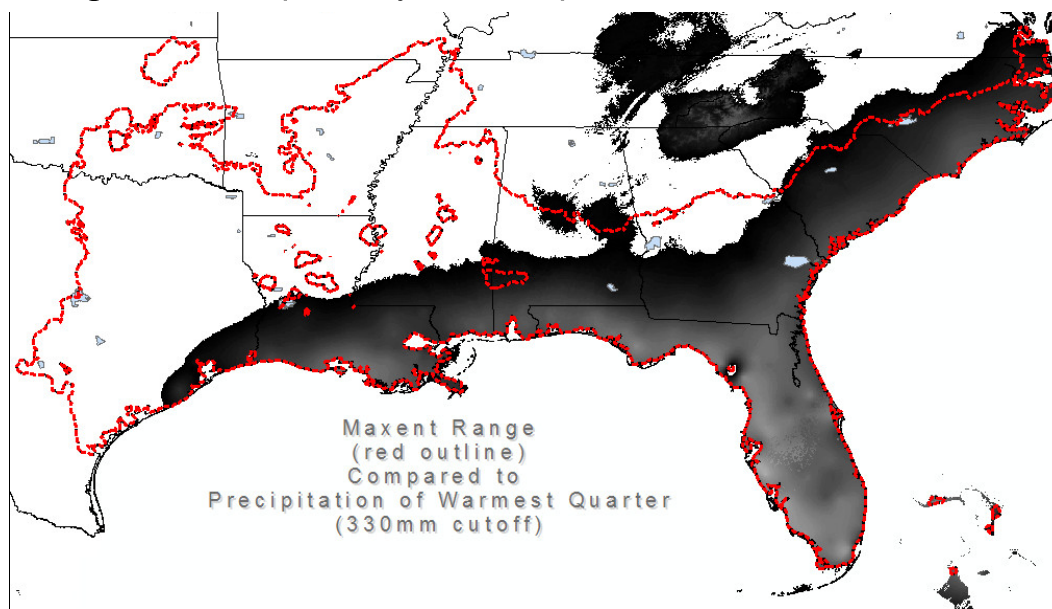 Maxent Range
(red outline)
Compared to
Precipitation of Warmest Quarter
(330mm cutoff)